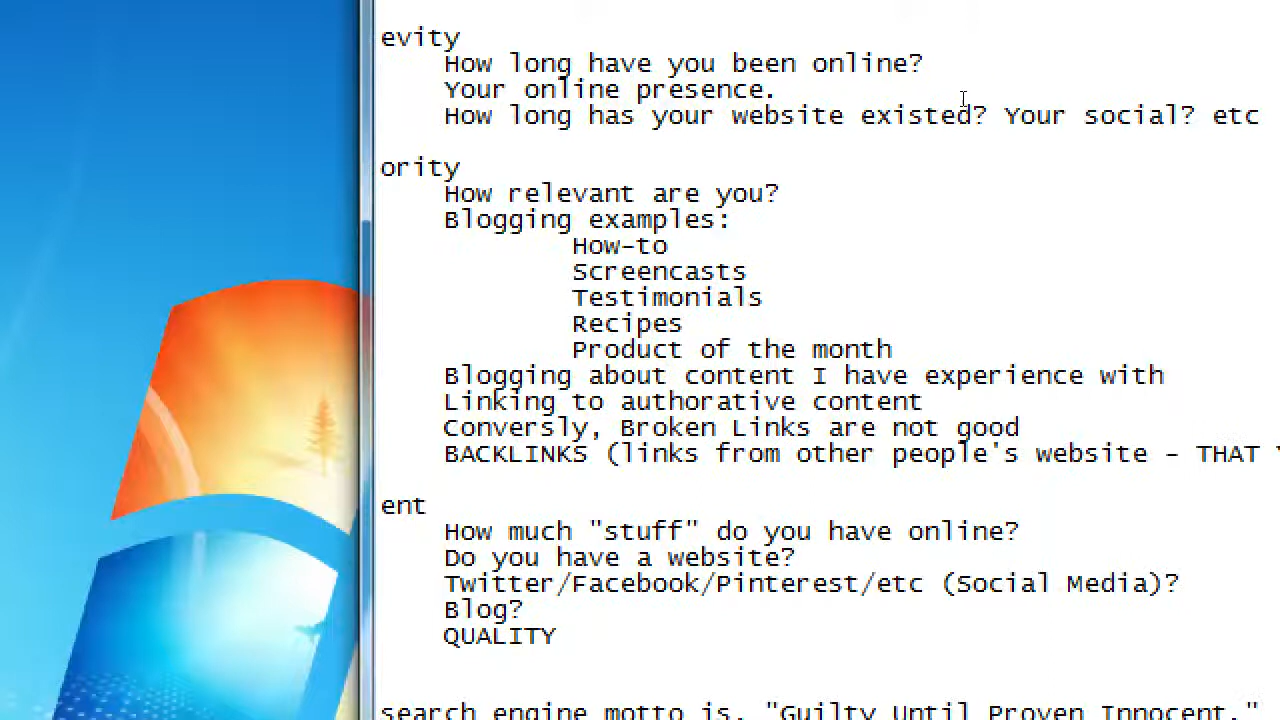 evity
How long have you been online?
Your online presence.
How long has your website existed? Your social? etc
ority
How relevant are you?
Blogging examples:
How-to
Screencasts
Testimonials
Recipes
Product of the month
Blogging about content I have experience with
Linking to authorative content
Conversly, Broken Links are not good
BACKLINKS (links from other people's website - THAT
ent
How much "stuff" do you have online?
Do you have a website?
Twitter/Facebook/Pinterest/etc (Social Media)?
Blog?
QUALITY
search engine motto is, "Guilty Until Proven Innocent."